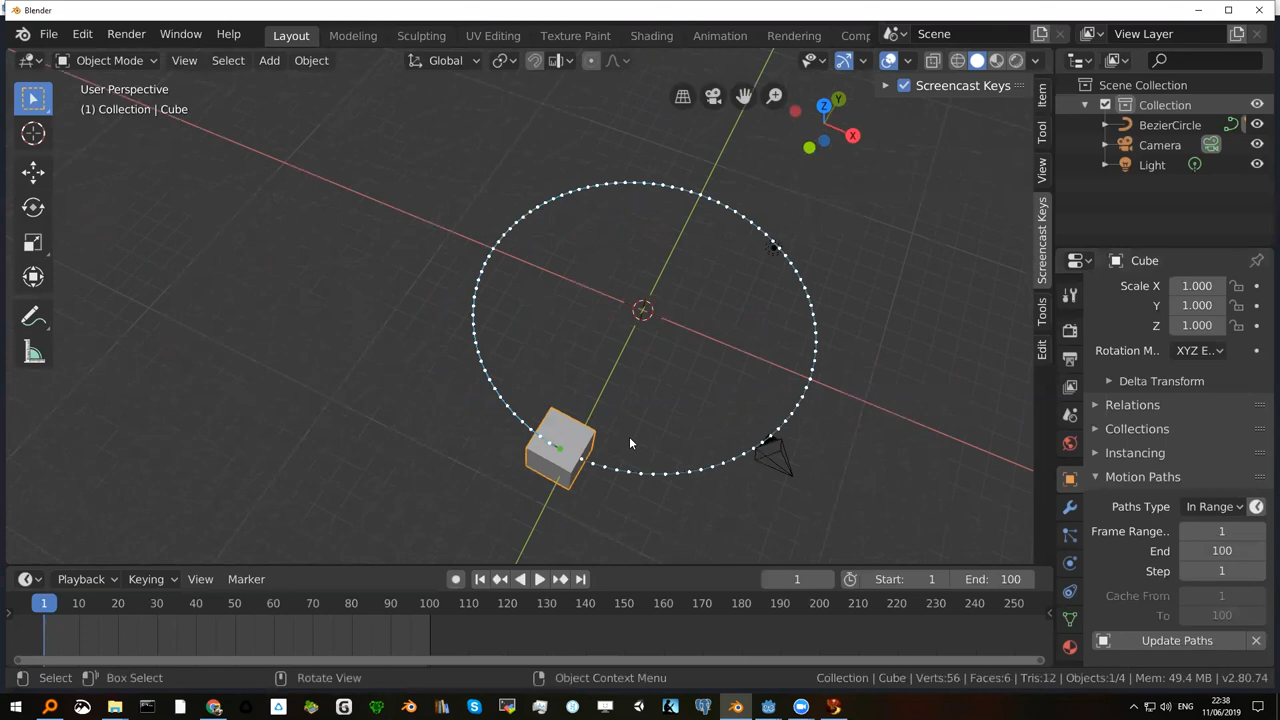 Blender
File Edit Render Window Help Layout Modeling Sculpting UV Editing Texture Paint Shading Animation Rendering Comp Scene View Layer
Object Mode View Select Add Object Global
User Perspective
(1) Collection | Cube
Screencast Keys
Z
Y
X
Item
Tool
View
Screencast Keys
Tools
Edit
Scene Collection
Collection
BezierCircle
Camera
Light
Cube
Scale X 1.000
Y 1.000
Z 1.000
Rotation M.. XYZ E..
Delta Transform
Relations
Collections
Instancing
Motion Paths
Paths Type In Range
Frame Range.. 1
End 100
Step 1
Cache From 1
To 100
Update Paths
Playback Keying View Marker 1 Start: 1 End: 100
1 10 20 30 40 50 60 70 80 90 100 110 120 130 140 150 160 170 180 190 200 210 220 230 240 250
Select Box Select Rotate View Object Context Menu Collection | Cube | Verts:56 | Faces:6 | Tris:12 | Objects:1/4 | Mem: 49.4 MB | v2.80.74
ENG 22:38
11/06/2019